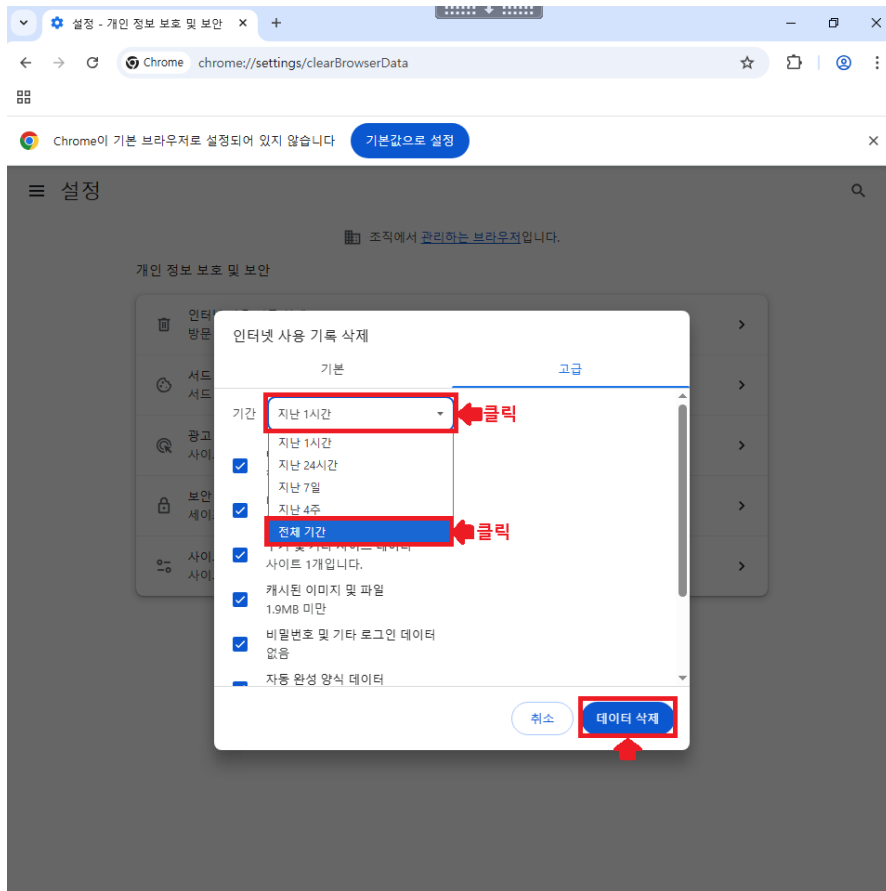 설정 - 개인 정보 보호 및 보안
Chrome
chrome://settings/clearBrowserData
Chrome이 기본 브라우저로 설정되어 있지 않습니다
기본값으로 설정
설정
조직에서 관리하는 브라우저입니다.
개인 정보 보호 및 보안
방문
서드
서드
광고
사이
보안
세이
사이
사이
인터넷 사용 기록 삭제
기본
고급
기간
지난 1시간
클릭
지난 1시간
지난 24시간
지난 7일
지난 4주
전체 기간
클릭
사이트 1개입니다.
캐시된 이미지 및 파일
1.9MB 미만
비밀번호 및 기타 로그인 데이터
없음
자동 완성 양식 데이터
취소
데이터 삭제